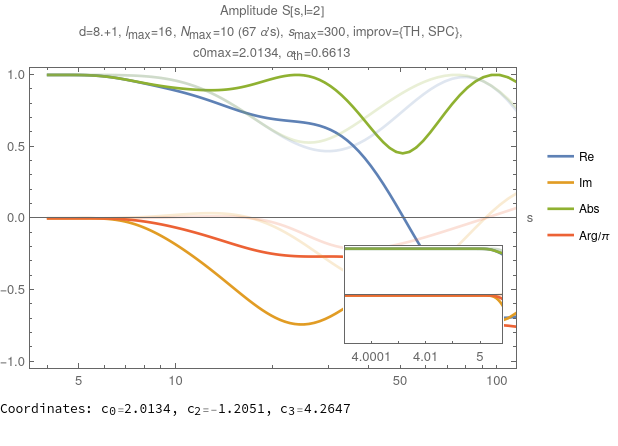 Amplitude S[s,l=2]
d=8.+1, lmax=16, Nmax=10 (67 α's), smax=300, improv={TH, SPC},
c0max=2.0134, αth=0.6613
1.0
0.5
0.0
−0.5
−1.0
5
10
50
100
s
4.0001
4.01
5
Re
Im
Abs
Arg/π
Coordinates: c0=2.0134, c2=-1.2051, c3=4.2647